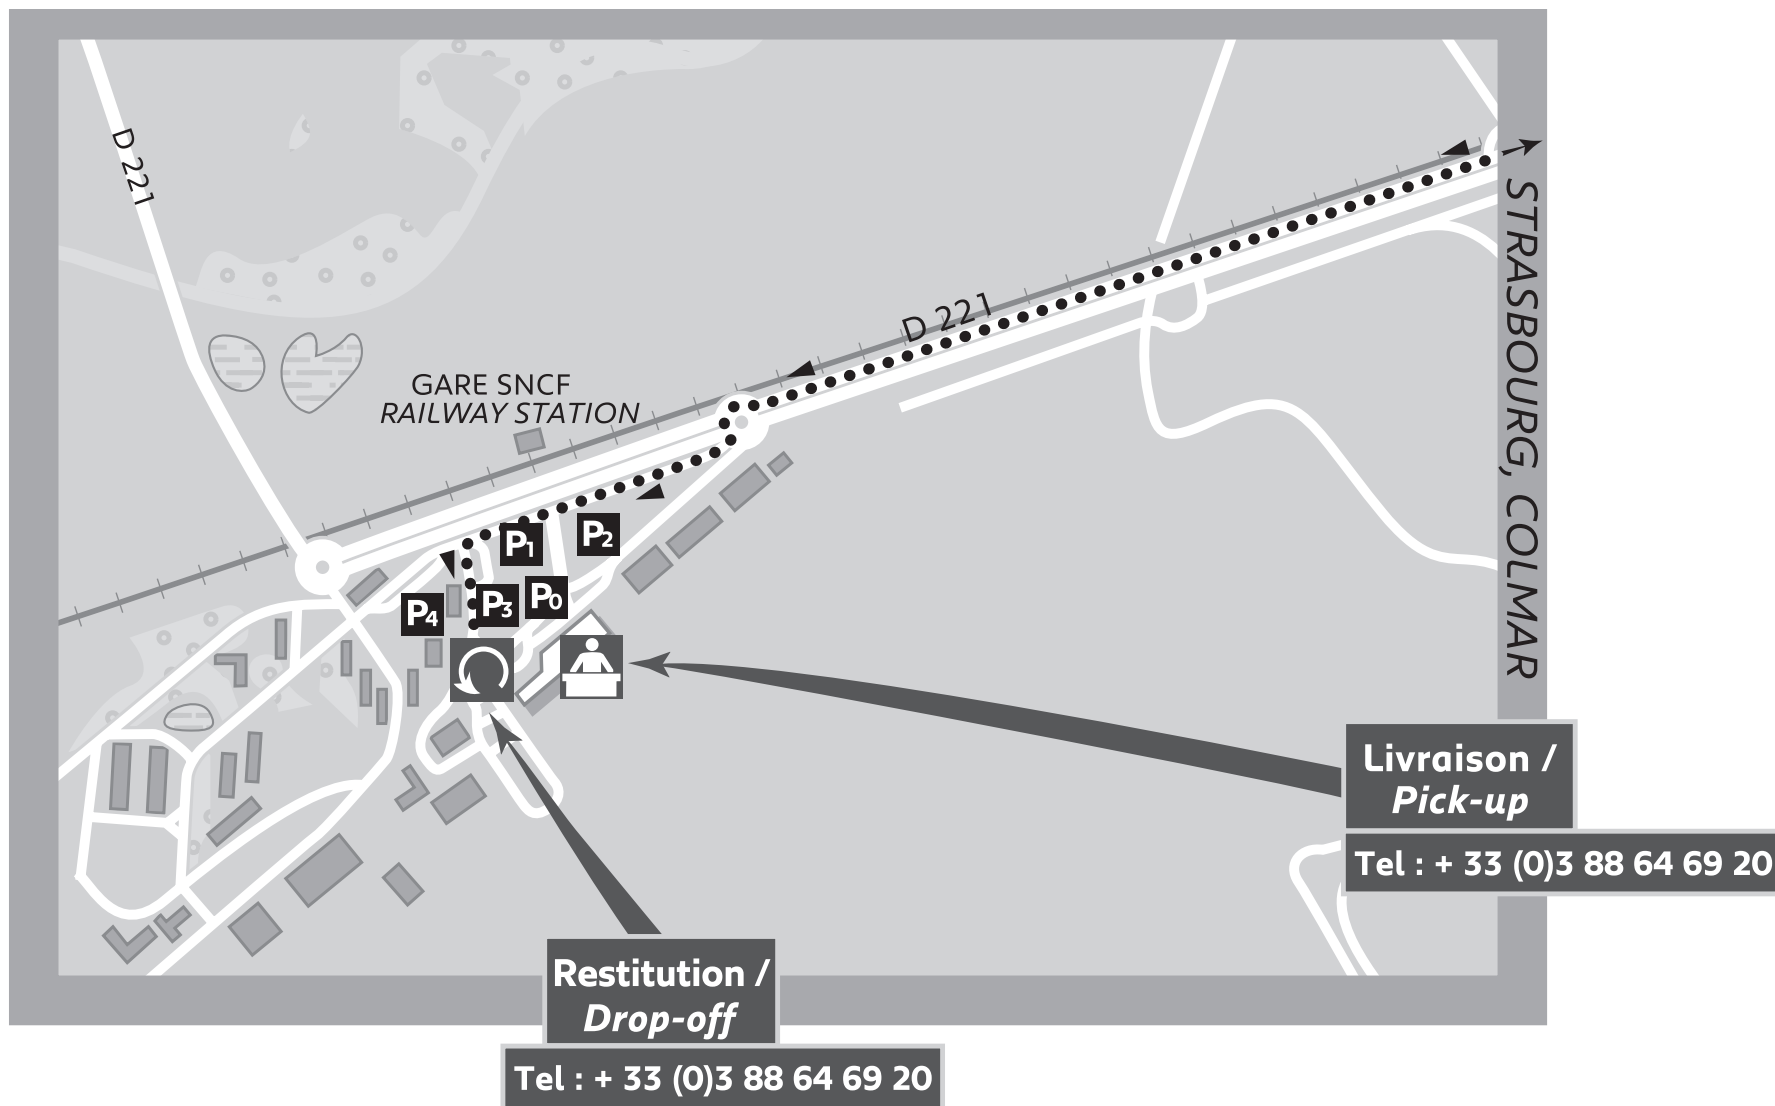 D 221
D 221
GARE SNCF
RAILWAY STATION
STRASBOURG, COLMAR
P1
P2
P0
P3
P4
Livraison /
Pick-up
Tel : + 33 (0)3 88 64 69 20
Restitution /
Drop-off
Tel : + 33 (0)3 88 64 69 20